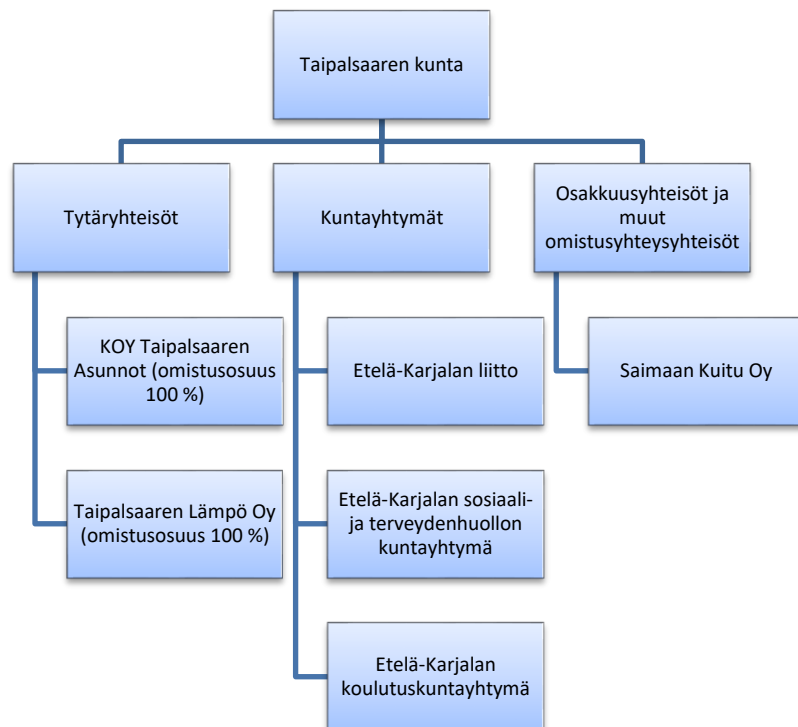 Taipalsaaren kunta
Tytäryhteisöt
KOY Taipalsaaren
Asunnot (omistusosuus
100 %)
Taipalsaaren Lämpö Oy
(omistusosuus 100 %)
Kuntayhtymät
Etelä-Karjalan liitto
Etelä-Karjalan sosiaali-
ja terveydenhuollon
kuntayhtymä
Etelä-Karjalan
koulutuskuntayhtymä
Osakkuusyhteisöt ja
muut
omistusyhteysyhteisöt
Saimaan Kuitu Oy